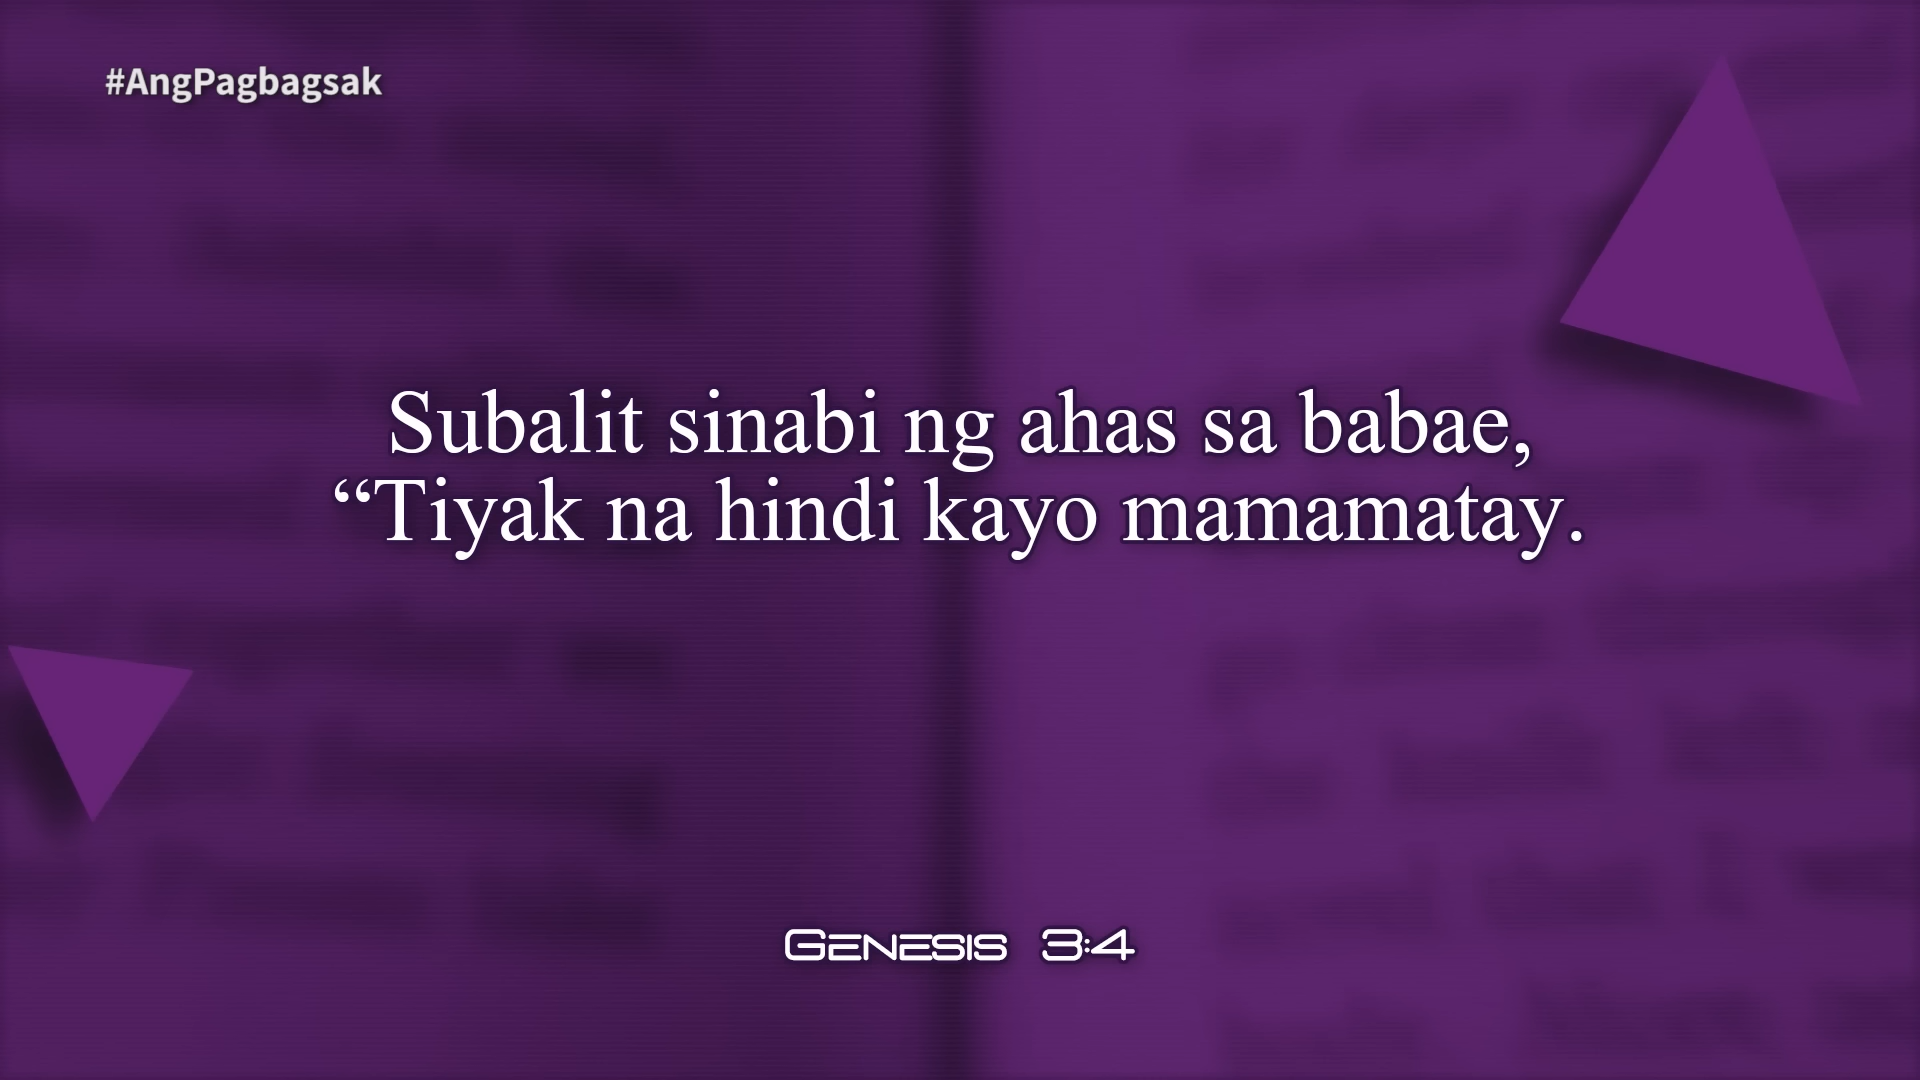 #AngPagbagsak
Subalit sinabi ng ahas sa babae,
“Tiyak na hindi kayo mamamatay.
Genesis 3:4